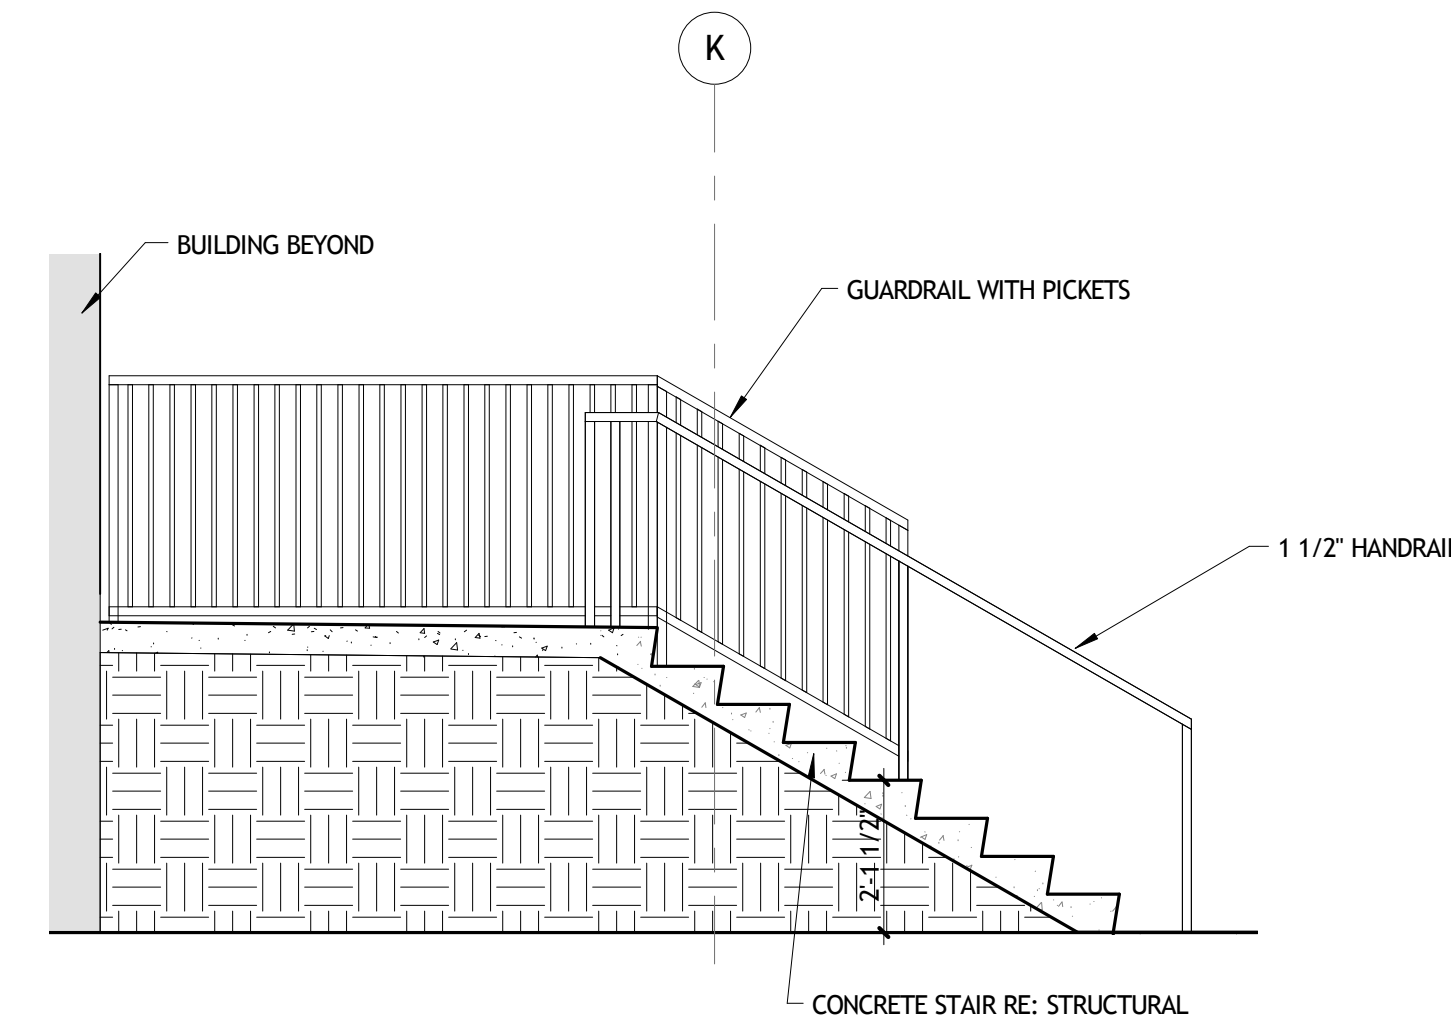 K
BUILDING BEYOND
GUARDRAIL WITH PICKETS
1 1/2" HANDRAIL
2'-1 1/2"
CONCRETE STAIR RE: STRUCTURAL